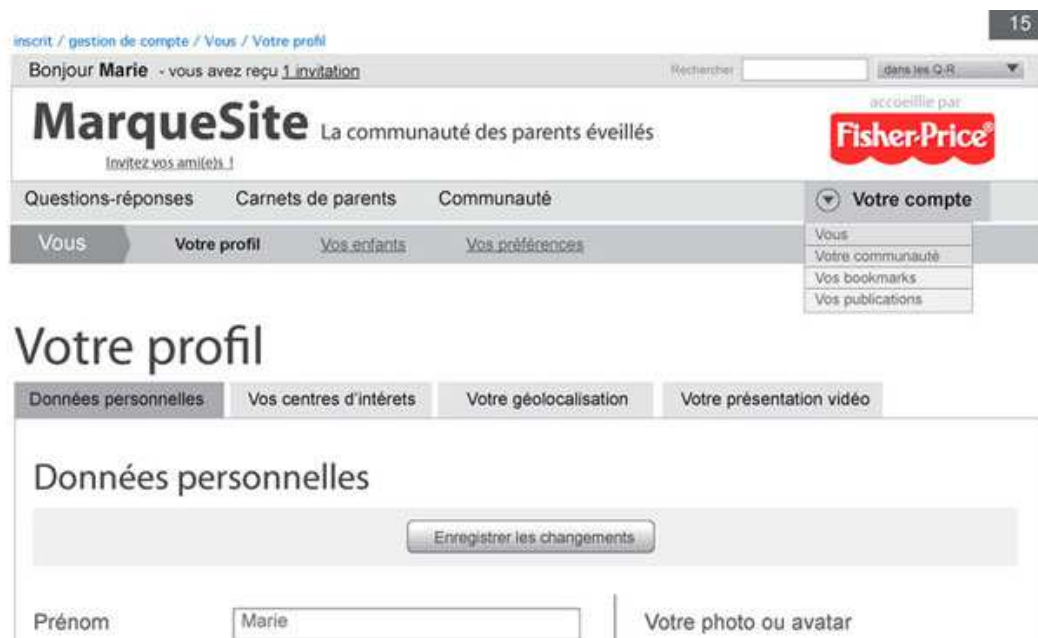 15
inscrit / gestion de compte / Vous / Votre profil
Bonjour Marie - vous avez reçu 1 invitation
Rechercher
dans les Q-R
MarqueSite La communauté des parents éveillés
accoeillie par
Fisher-Price®
Invitez vos ami(e)s !
Questions-réponses Carnets de parents Communauté Votre compte
Vous Votre profil Vos enfants Vos préférences
Vous
Votre communauté
Vos bookmarks
Vos publications
Votre profil
Données personnelles Vos centres d'intérets Votre géolocalisation Votre présentation vidéo
Données personnelles
Enregistrer les changements
Prénom Marie Votre photo ou avatar